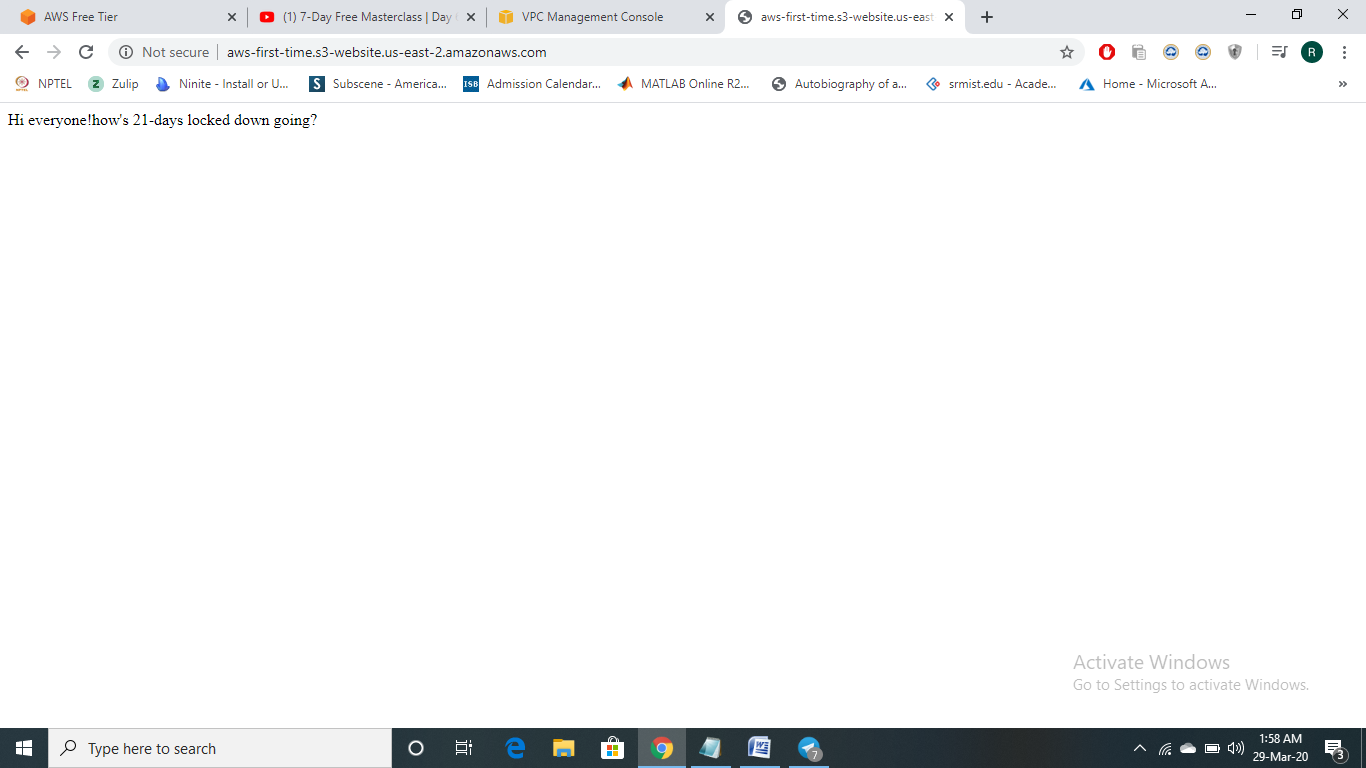 AWS Free Tier
(1) 7-Day Free Masterclass | Day
VPC Management Console
aws-first-time.s3-website.us-east
Not secure
aws-first-time.s3-website.us-east-2.amazonaws.com
R
NPTEL
Z Zulip
Ninite - Install or U...
S Subscene - America...
ISB Admission Calendar...
MATLAB Online R2...
Autobiography of a...
srmist.edu - Acade...
Home - Microsoft A...
»
Hi everyone!how's 21-days locked down going?
Activate Windows
Go to Settings to activate Windows.
Type here to search
7
1:58 AM
29-Mar-20
3